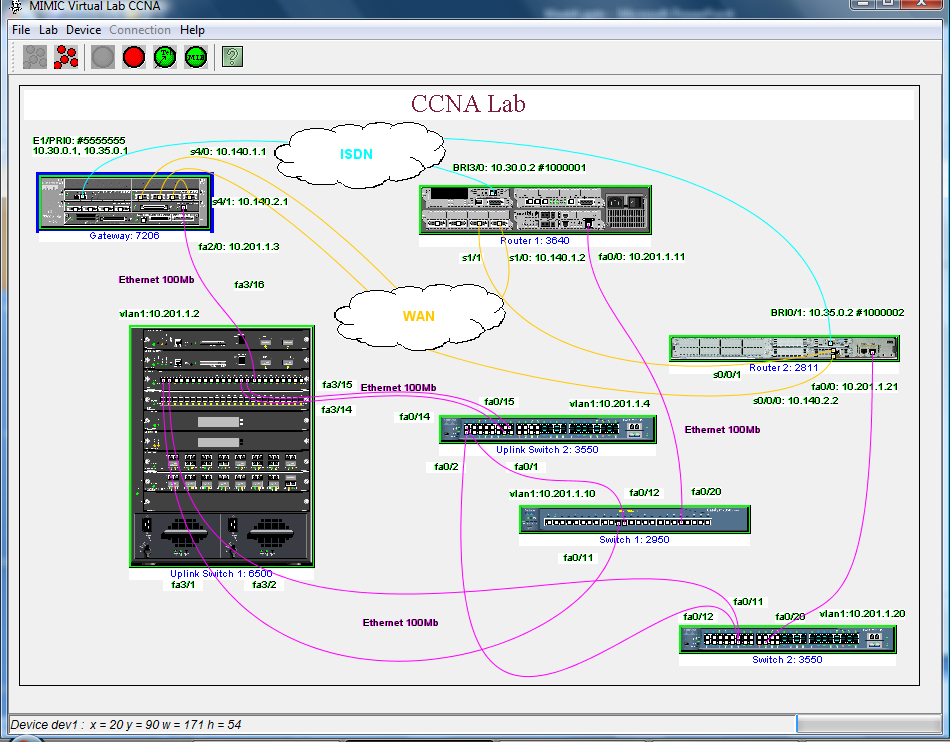 MIMIC Virtual Lab CCNA
File Lab Device Connection Help
CCNA Lab
E1/PRI0: #5555555
10.30.0.1, 10.35.0.1
s4/0: 10.140.1.1
ISDN
BRI3/0: 10.30.0.2 #1000001
s4/1: 10.140.2.1
Gateway: 7206
Router 1: 3640
fa2/0: 10.201.1.3
s1/1
s1/0: 10.140.1.2
fa0/0: 10.201.1.11
Ethernet 100Mb
fa3/16
vlan1:10.201.1.2
WAN
BRI0/1: 10.35.0.2 #1000002
Router 2: 2811
s0/0/1
fa0/0: 10.201.1.21
s0/0/0: 10.140.2.2
fa3/15
Ethernet 100Mb
fa3/14
fa0/15
vlan1:10.201.1.4
fa0/14
Ethernet 100Mb
Uplink Switch 2: 3550
fa0/2
fa0/1
vlan1:10.201.1.10
fa0/12
fa0/20
Switch 1: 2950
fa0/11
Uplink Switch 1: 6500
fa3/1
fa3/2
Ethernet 100Mb
fa0/11
fa0/12
fa0/20
vlan1:10.201.1.20
Switch 2: 3550
Device dev1 : x = 20 y = 90 w = 171 h = 54